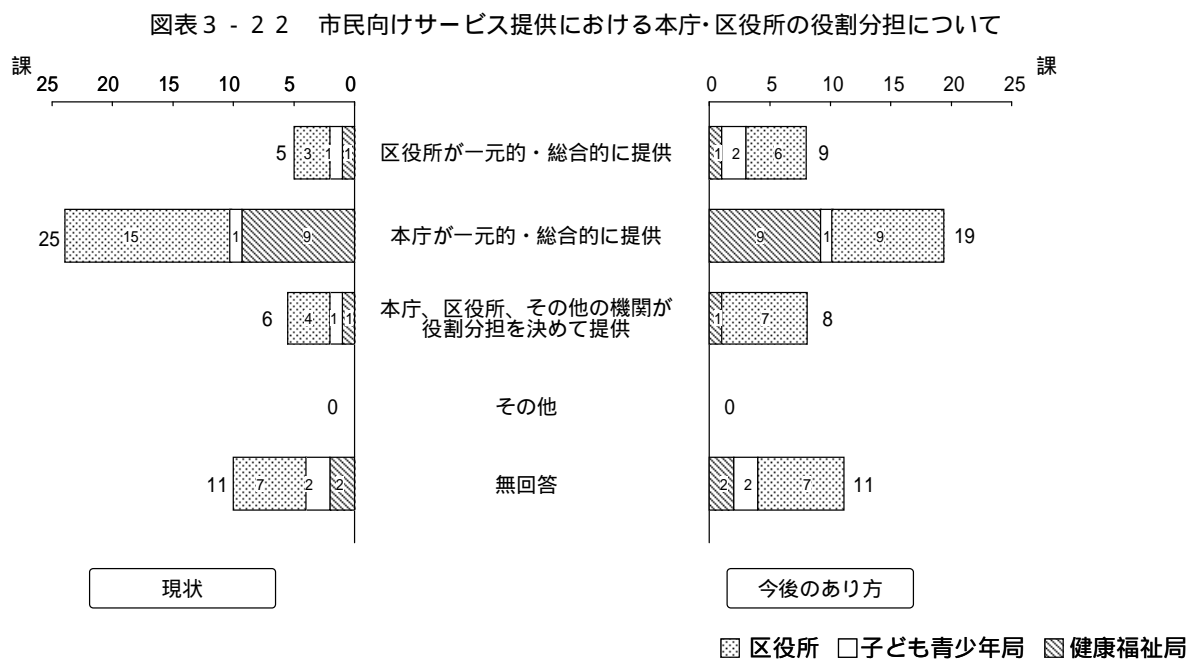 図表3-22 市民向けサービス提供における本庁･区役所の役割分担について
課
25 20 15 10 5 0
0 5 10 15 20 25
課
5 3 1 1 区役所が一元的・総合的に提供 1 2 6 9
25 15 1 9 本庁が一元的・総合的に提供 9 1 9 19
6 4 1 1 本庁、区役所、その他の機関が
役割分担を決めて提供 1 7 8
0 その他 0
11 7 2 2 無回答 2 2 7 11
現状
今後のあり方
区役所 子ども青少年局 健康福祉局